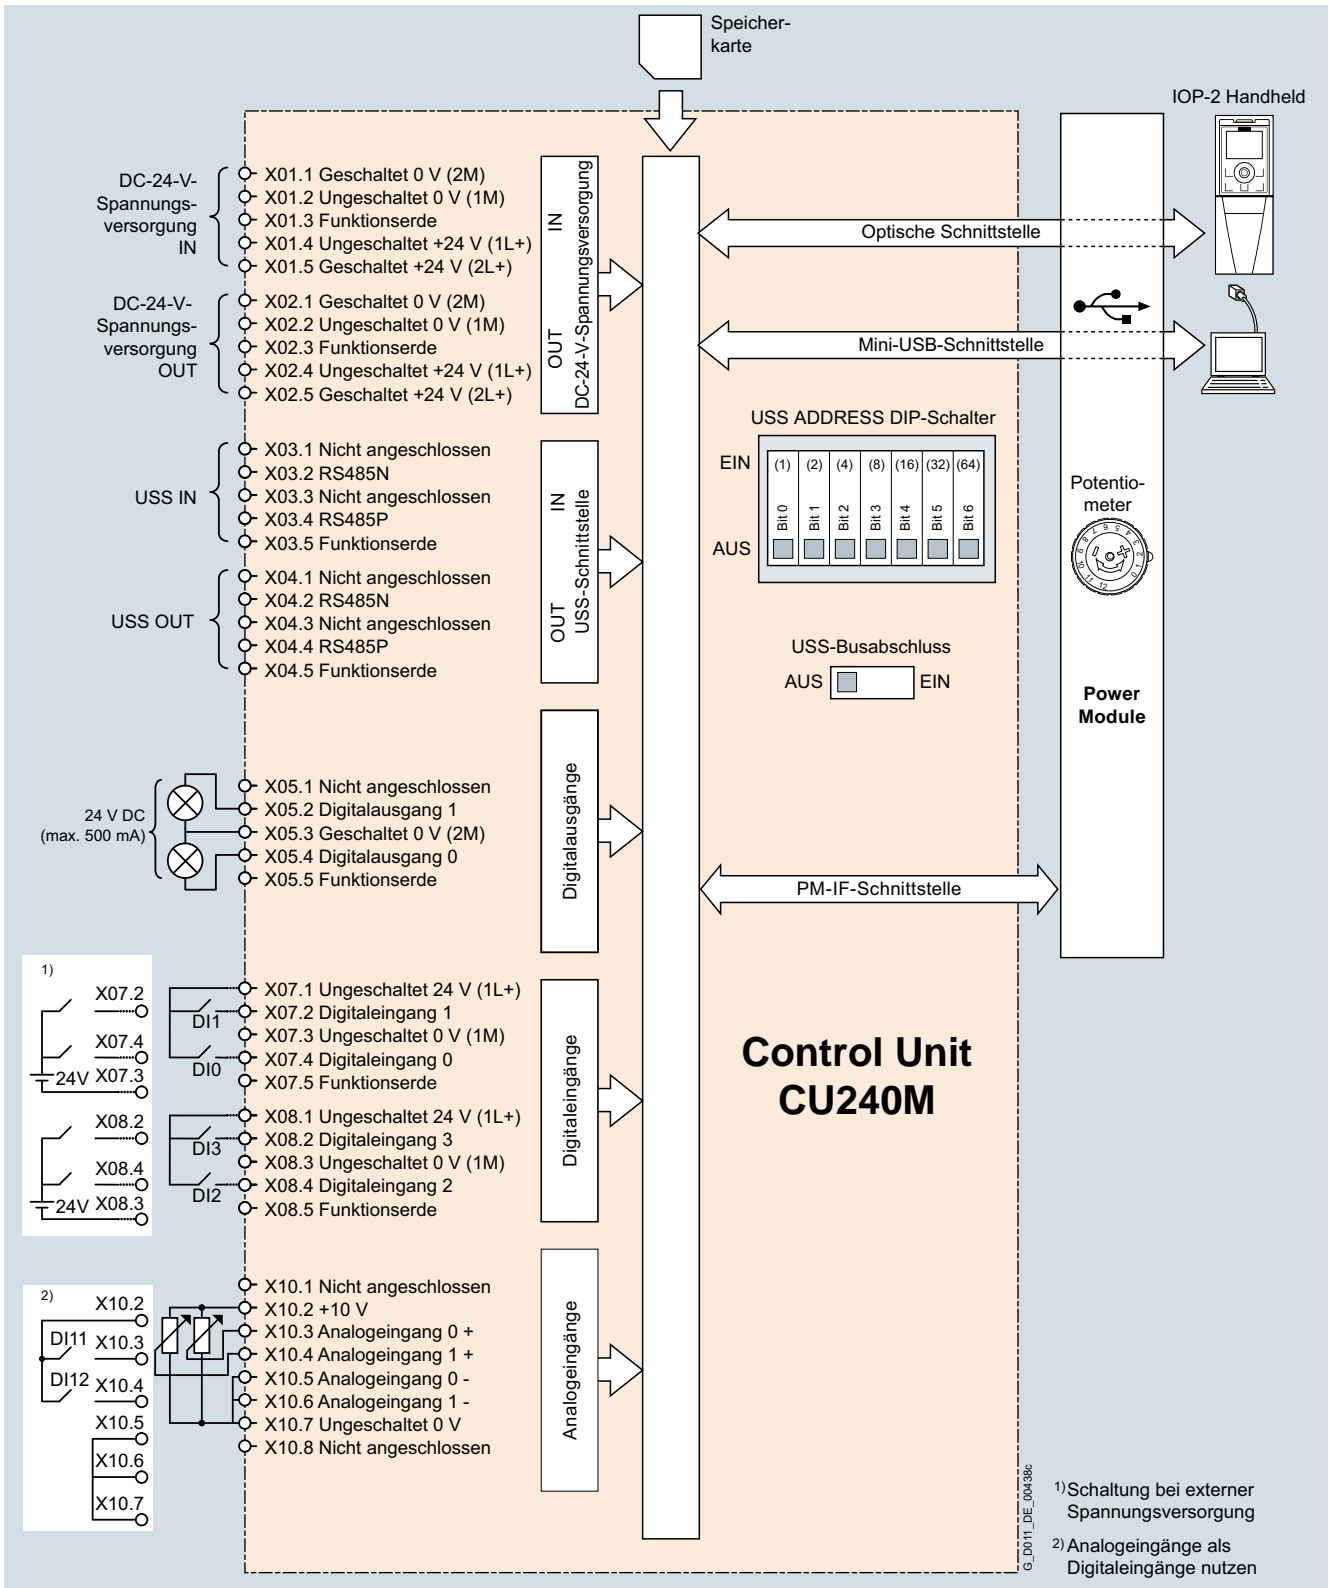 Speicher-
karte
IOP-2 Handheld
DC-24-V-
Spannungs-
versorgung
IN
X01.1 Geschaltet 0 V (2M)
X01.2 Ungeschaltet 0 V (1M)
X01.3 Funktionserde
X01.4 Ungeschaltet +24 V (1L+)
X01.5 Geschaltet +24 V (2L+)
DC-24-V-
Spannungs-
versorgung
OUT
X02.1 Geschaltet 0 V (2M)
X02.2 Ungeschaltet 0 V (1M)
X02.3 Funktionserde
X02.4 Ungeschaltet +24 V (1L+)
X02.5 Geschaltet +24 V (2L+)
OUT IN
DC-24-V-Spannungsversorgung
Optische Schnittstelle
Mini-USB-Schnittstelle
USS IN
X03.1 Nicht angeschlossen
X03.2 RS485N
X03.3 Nicht angeschlossen
X03.4 RS485P
X03.5 Funktionserde
USS OUT
X04.1 Nicht angeschlossen
X04.2 RS485N
X04.3 Nicht angeschlossen
X04.4 RS485P
X04.5 Funktionserde
OUT IN
USS-Schnittstelle
USS ADDRESS DIP-Schalter
EIN
(1) (2) (4) (8) (16) (32) (64)
Bit 0 Bit 1 Bit 2 Bit 3 Bit 4 Bit 5 Bit 6
AUS
USS-Busabschluss
AUS EIN
Potentio-
meter
0 1 2 3 4 5 6 7 8 9 10 11 12
- +
Power
Module
24 V DC
(max. 500 mA)
X05.1 Nicht angeschlossen
X05.2 Digitalausgang 1
X05.3 Geschaltet 0 V (2M)
X05.4 Digitalausgang 0
X05.5 Funktionserde
Digitalausgänge
PM-IF-Schnittstelle
1)
X07.2
X07.4
24V X07.3
X08.2
X08.4
24V X08.3
DI1
DI0
DI3
DI2
X07.1 Ungeschaltet 24 V (1L+)
X07.2 Digitaleingang 1
X07.3 Ungeschaltet 0 V (1M)
X07.4 Digitaleingang 0
X07.5 Funktionserde
X08.1 Ungeschaltet 24 V (1L+)
X08.2 Digitaleingang 3
X08.3 Ungeschaltet 0 V (1M)
X08.4 Digitaleingang 2
X08.5 Funktionserde
Digitaleingänge
Control Unit
CU240M
2)
X10.2
DI11 X10.3
DI12 X10.4
X10.5
X10.6
X10.7
X10.1 Nicht angeschlossen
X10.2 +10 V
X10.3 Analogeingang 0 +
X10.4 Analogeingang 1 +
X10.5 Analogeingang 0 -
X10.6 Analogeingang 1 -
X10.7 Ungeschaltet 0 V
X10.8 Nicht angeschlossen
Analogeingänge
G_D011_DE_00438c
1) Schaltung bei externer
Spannungsversorgung
2) Analogeingänge als
Digitaleingänge nutzen